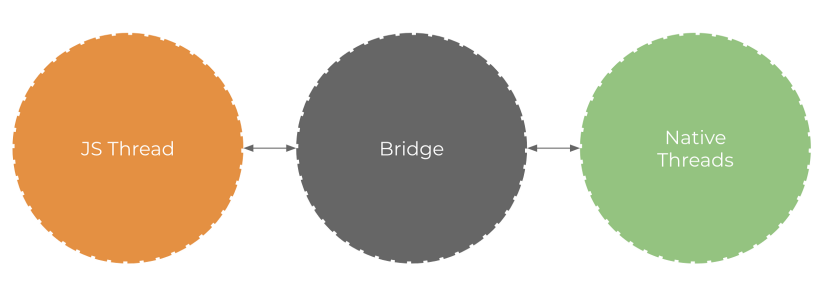 JS Thread
Bridge
Native
Threads